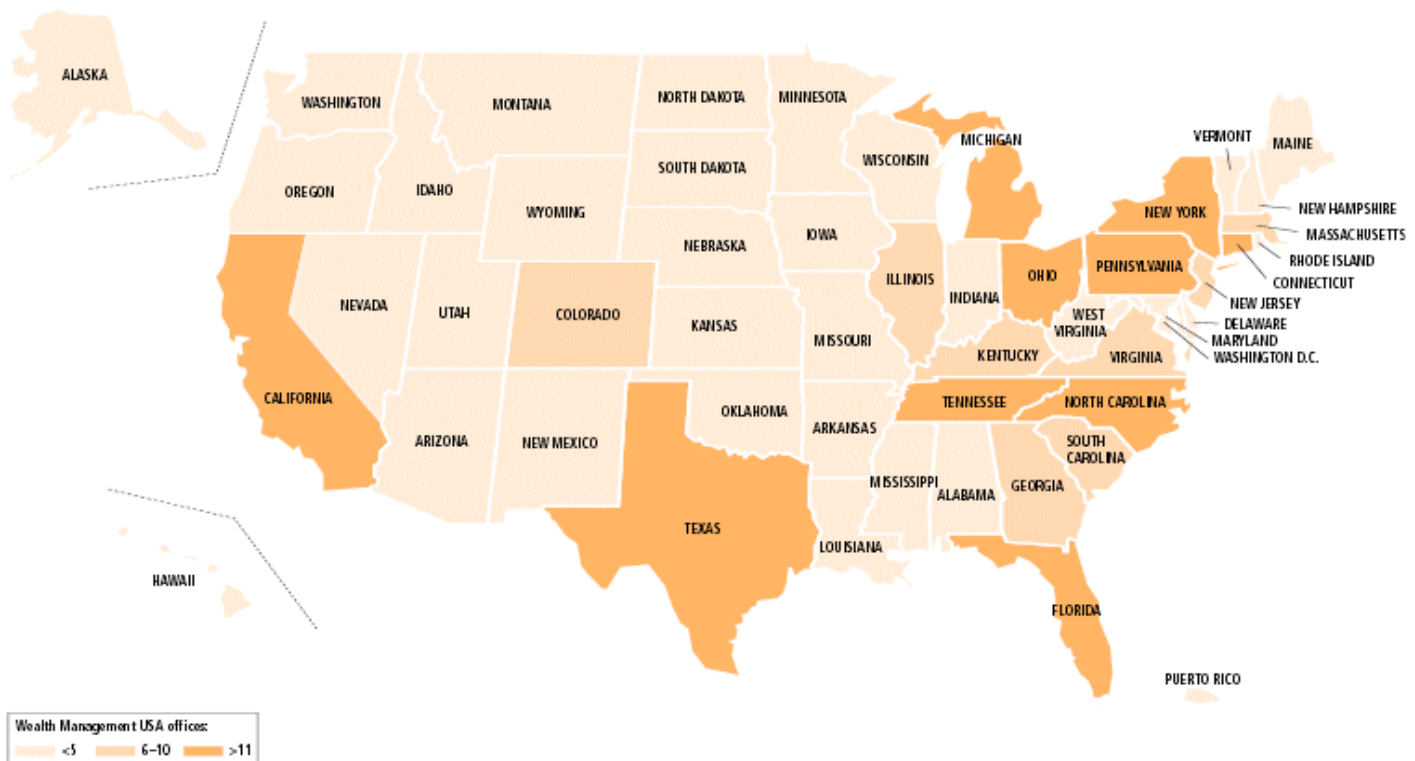 ALASKA
WASHINGTON
MONTANA
NORTH DAKOTA
MINNESOTA
MICHIGAN
VERMONT
MAINE
OREGON
IDAHO
WYOMING
SOUTH DAKOTA
WISCONSIN
NEW YORK
NEW HAMPSHIRE
MASSACHUSETTS
RHODE ISLAND
CONNECTICUT
NEW JERSEY
DELAWARE
MARYLAND
WASHINGTON D.C.
NEBRASKA
IOWA
ILLINOIS
INDIANA
OHIO
PENNSYLVANIA
NEVADA
UTAH
COLORADO
KANSAS
MISSOURI
KENTUCKY
WEST
VIRGINIA
VIRGINIA
CALIFORNIA
ARIZONA
NEW MEXICO
OKLAHOMA
ARKANSAS
TENNESSEE
NORTH CAROLINA
SOUTH
CAROLINA
TEXAS
LOUISIANA
MISSISSIPPI
ALABAMA
GEORGIA
FLORIDA
HAWAII
PUERTO RICO
Wealth Management USA offices:
<5 6–10 >11